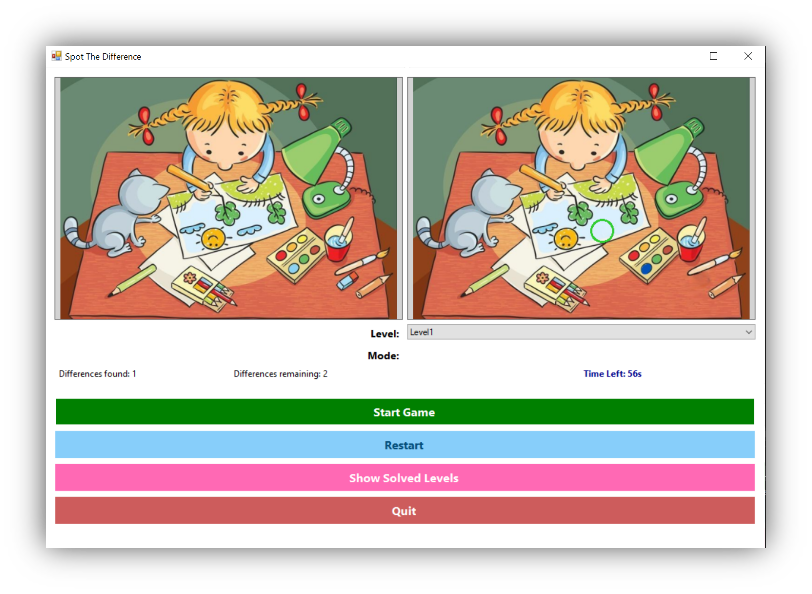 Spot The Difference
Level:
Level1
Mode:
Differences found: 1
Differences remaining: 2
Time Left: 56s
Start Game
Restart
Show Solved Levels
Quit